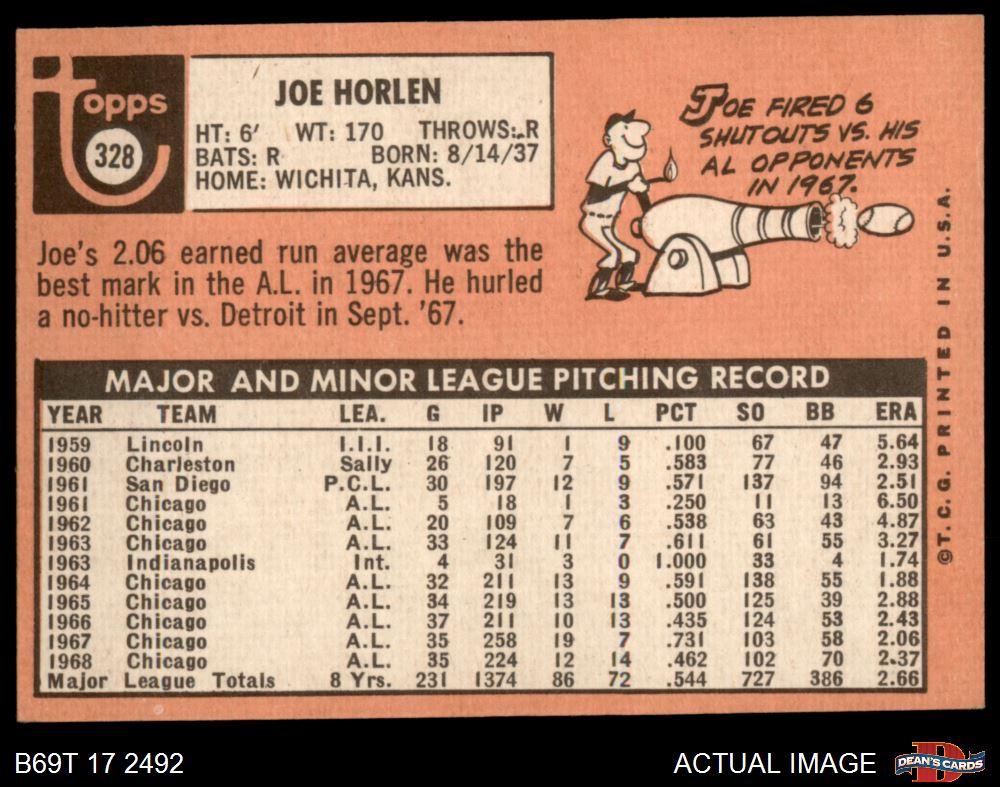 topps
328
JOE HORLEN
HT: 6' WT: 170 THROWS: R
BATS: R BORN: 8/14/37
HOME: WICHITA, KANS.
JOE FIRED 6
SHUTOUTS VS. HIS
AL OPPONENTS
IN 1967.
Joe's 2.06 earned run average was the
best mark in the A.L. in 1967. He hurled
a no-hitter vs. Detroit in Sept. '67.
MAJOR AND MINOR LEAGUE PITCHING RECORD
YEAR TEAM LEA. G IP W L PCT SO BB ERA
1959 Lincoln I.I.I. 18 91 1 9 .100 67 47 5.64
1960 Charleston Sally 26 120 7 5 .583 77 46 2.93
1961 San Diego P.C.L. 30 197 12 9 .571 137 94 2.51
1961 Chicago A.L. 5 18 1 3 .250 11 13 6.50
1962 Chicago A.L. 20 109 7 6 .538 63 43 4.87
1963 Chicago A.L. 33 124 11 7 .611 61 55 3.27
1963 Indianapolis Int. 4 31 3 0 1.000 33 4 1.74
1964 Chicago A.L. 32 211 13 9 .591 138 55 1.88
1965 Chicago A.L. 34 219 13 13 .500 125 39 2.88
1966 Chicago A.L. 37 211 10 13 .435 124 53 2.43
1967 Chicago A.L. 35 258 19 7 .731 103 58 2.06
1968 Chicago A.L. 35 224 12 14 .462 102 70 2.37
Major League Totals 8 Yrs. 231 1374 86 72 .544 727 386 2.66
©T. C. G. PRINTED IN U.S.A.
B69T 17 2492
ACTUAL IMAGE
DEAN'S CARDS